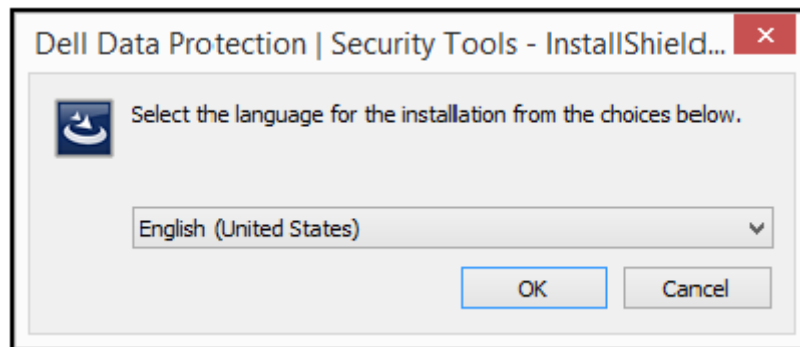 Dell Data Protection | Security Tools - InstallShield...
Select the language for the installation from the choices below.
English (United States)
OK Cancel